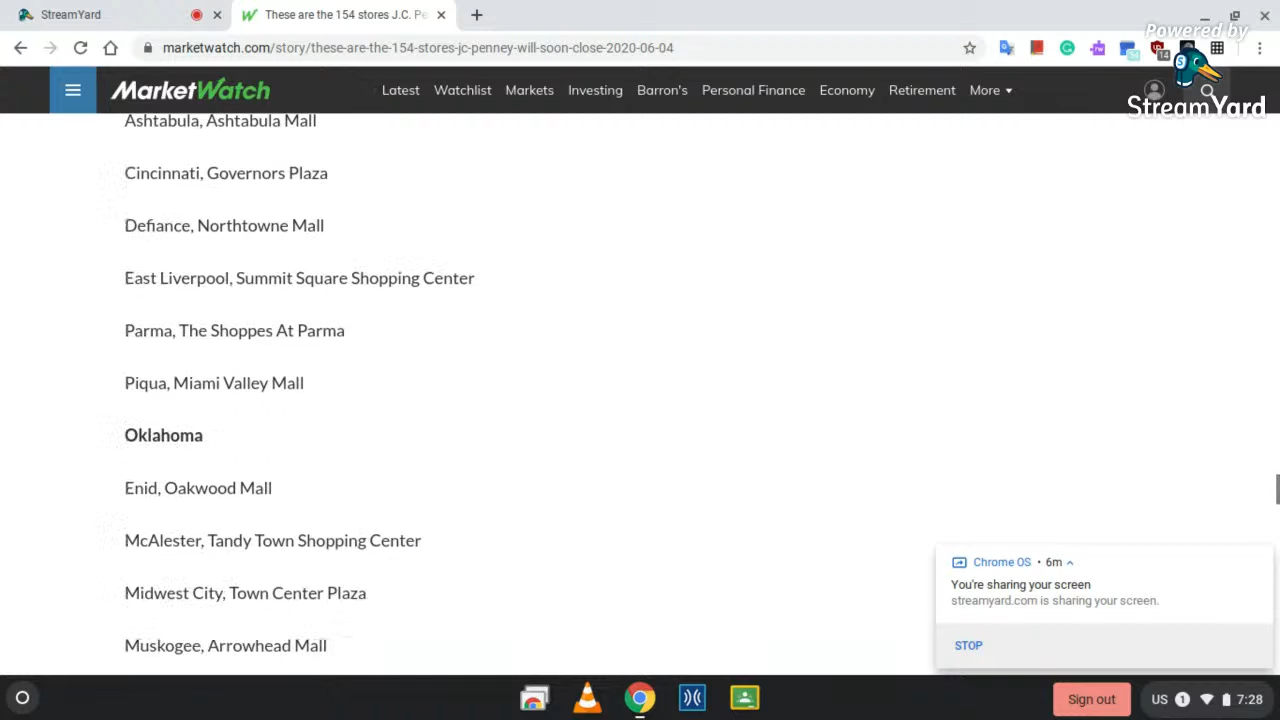 StreamYard
These are the 154 stores J.C. Pe
marketwatch.com/story/these-are-the-154-stores-jc-penney-will-soon-close-2020-06-04
Powered by
StreamYard
14
MarketWatch
Latest Watchlist Markets Investing Barron's Personal Finance Economy Retirement More
Ashtabula, Ashtabula Mall
Cincinnati, Governors Plaza
Defiance, Northtowne Mall
East Liverpool, Summit Square Shopping Center
Parma, The Shoppes At Parma
Piqua, Miami Valley Mall
Oklahoma
Enid, Oakwood Mall
McAlester, Tandy Town Shopping Center
Midwest City, Town Center Plaza
Muskogee, Arrowhead Mall
Chrome OS • 6m
You're sharing your screen
streamyard.com is sharing your screen.
STOP
Sign out
US 1 7:28